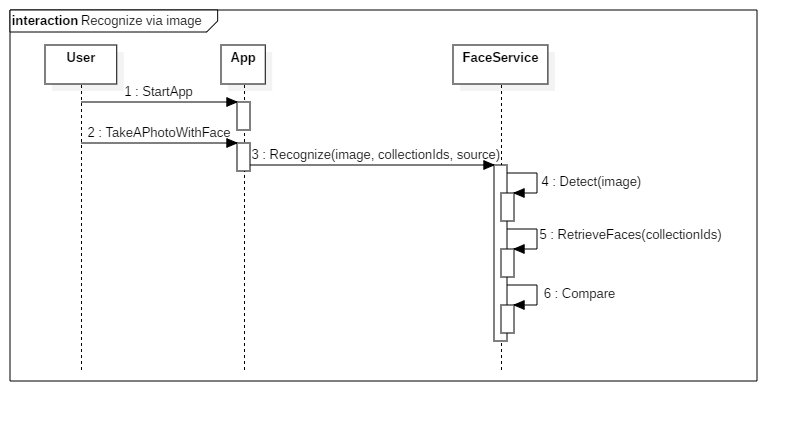 interaction Recognize via image
User App FaceService
1 : StartApp
2 : TakeAPhotoWithFace
3 : Recognize(image, collectionIds, source)
4 : Detect(image)
5 : RetrieveFaces(collectionIds)
6 : Compare